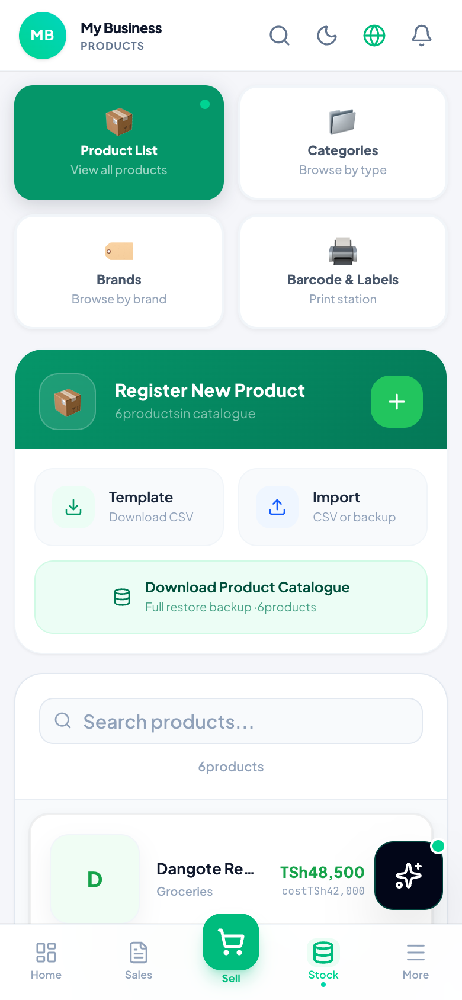 MB
My Business
PRODUCTS
Product List
View all products
Categories
Browse by type
Brands
Browse by brand
Barcode & Labels
Print station
Register New Product
6productsin catalogue
Template
Download CSV
Import
CSV or backup
Download Product Catalogue
Full restore backup ·6products
Search products...
6products
D
Dangote Re...
Groceries
TSh48,500
costTSh42,000
Home
Sales
Sell
Stock
More